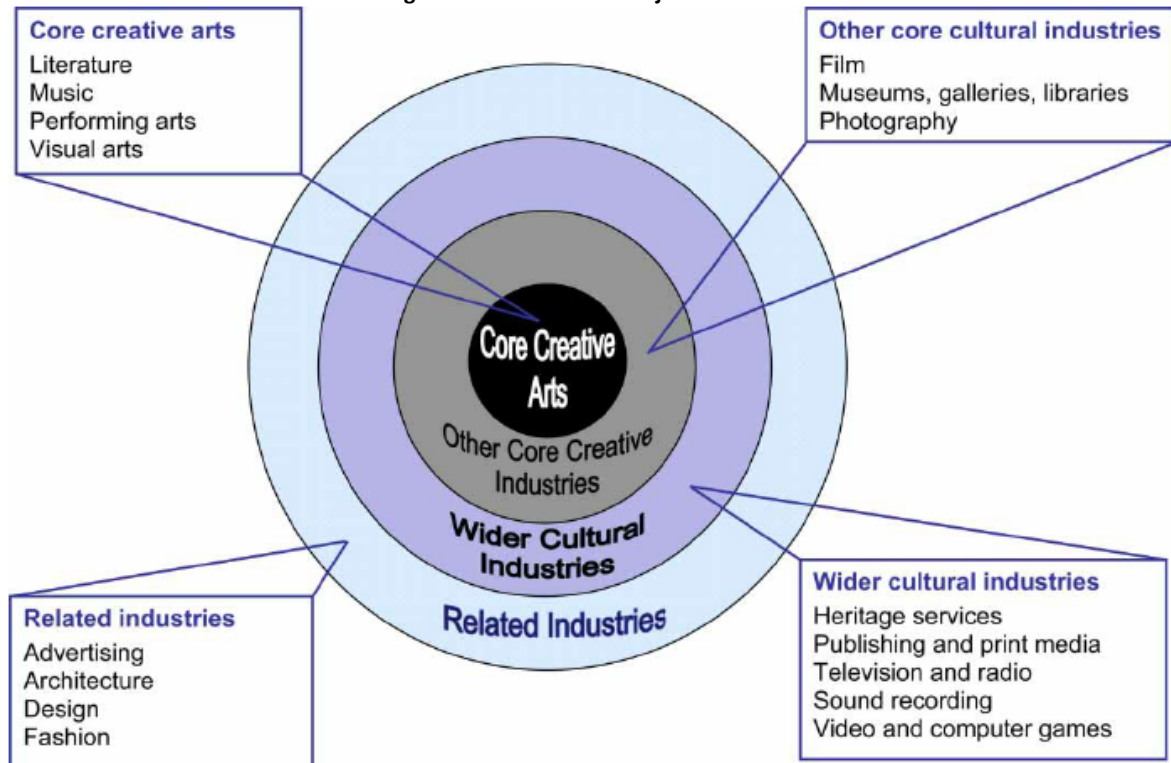 Core creative arts
Literature
Music
Performing arts
Visual arts
Other core cultural industries
Film
Museums, galleries, libraries
Photography
Core Creative
Arts
Other Core Creative
Industries
Wider Cultural
Industries
Related Industries
Related industries
Advertising
Architecture
Design
Fashion
Wider cultural industries
Heritage services
Publishing and print media
Television and radio
Sound recording
Video and computer games